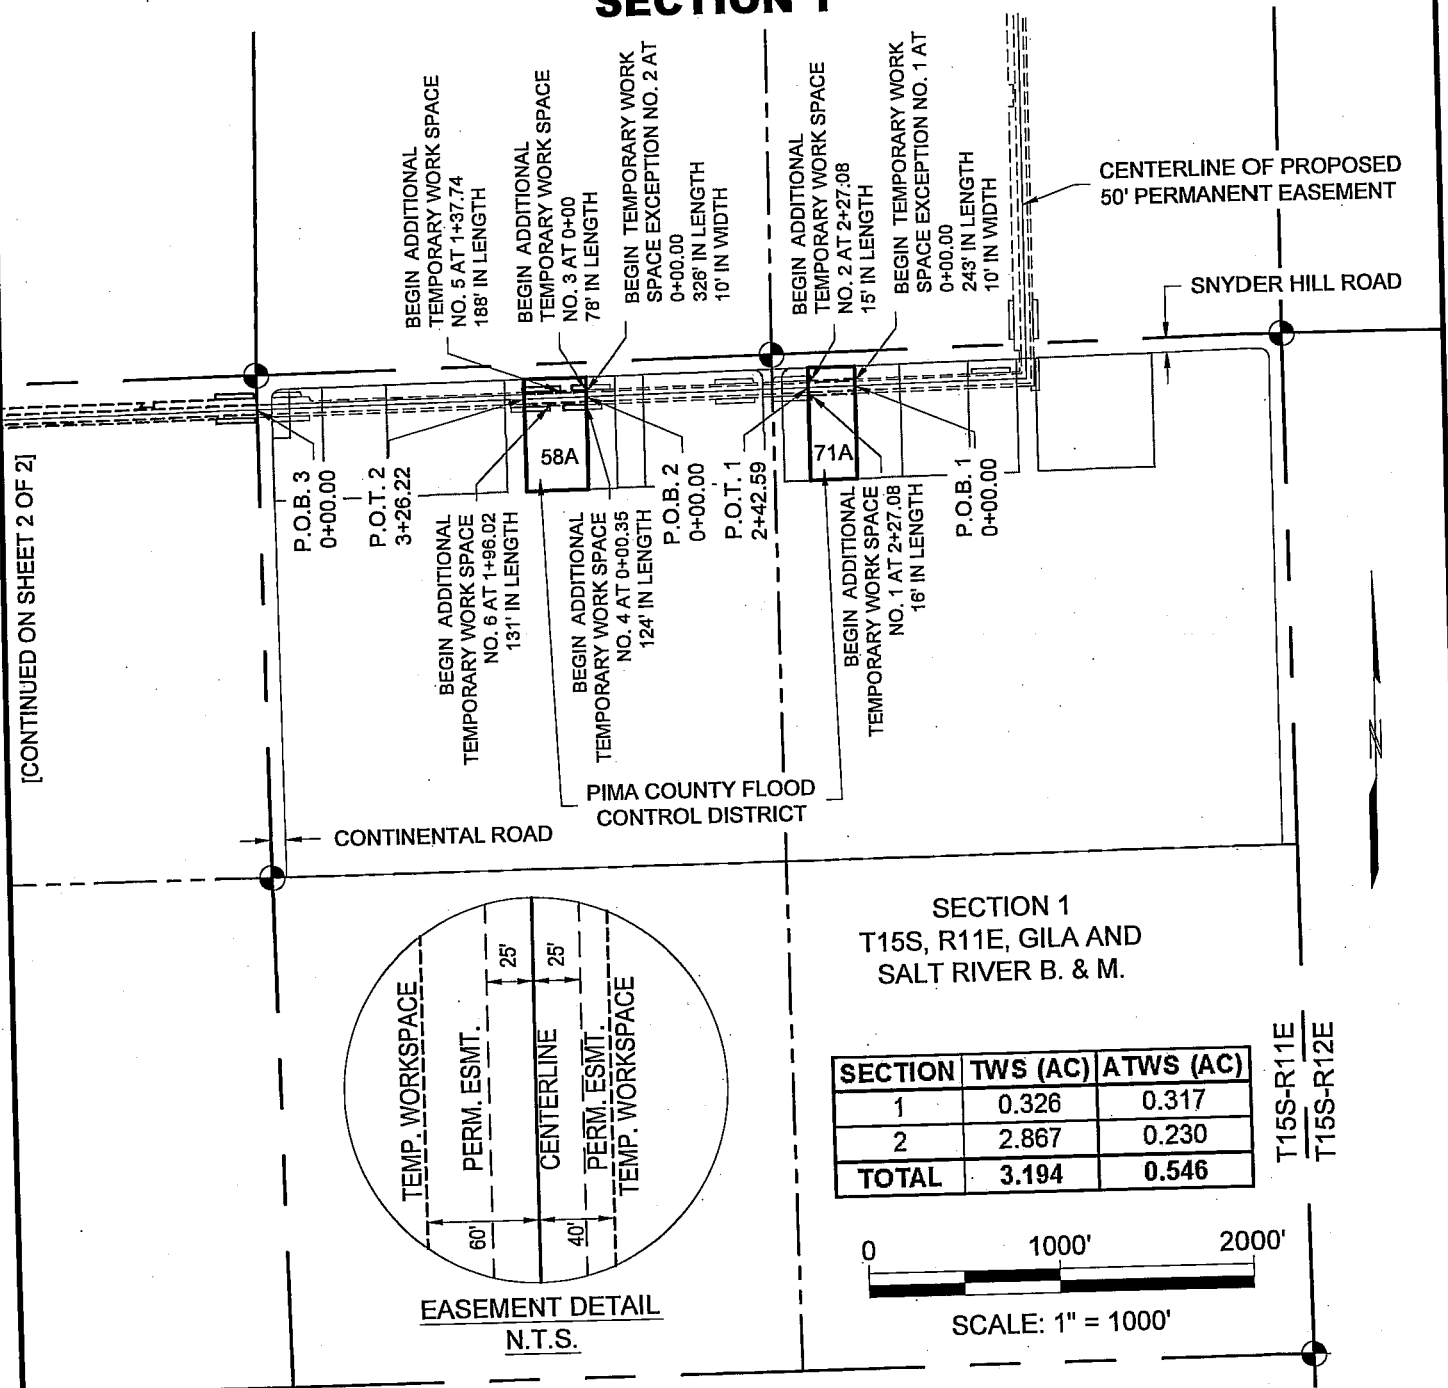 SECTION 1
BEGIN ADDITIONAL
TEMPORARY WORK SPACE
NO. 5 AT 1+37.74
188' IN LENGTH
BEGIN ADDITIONAL
TEMPORARY WORK SPACE
NO. 3 AT 0+00
78' IN LENGTH
BEGIN TEMPORARY WORK
SPACE EXCEPTION NO. 2 AT
0+00.00
326' IN LENGTH
10' IN WIDTH
BEGIN ADDITIONAL
TEMPORARY WORK SPACE
NO. 2 AT 2+27.08
15' IN LENGTH
BEGIN TEMPORARY WORK
SPACE EXCEPTION NO. 1 AT
0+00.00
243' IN LENGTH
10' IN WIDTH
CENTERLINE OF PROPOSED
50' PERMANENT EASEMENT
SNYDER HILL ROAD
[CONTINUED ON SHEET 2 OF 2]
P.O.B. 3
0+00.00
P.O.T. 2
3+26.22
58A
P.O.B. 2
0+00.00
P.O.T. 1
2+42.59
71A
P.O.B. 1
0+00.00
BEGIN ADDITIONAL
TEMPORARY WORK SPACE
NO. 6 AT 1+96.02
131' IN LENGTH
BEGIN ADDITIONAL
TEMPORARY WORK SPACE
NO. 4 AT 0+00.35
124' IN LENGTH
BEGIN ADDITIONAL
TEMPORARY WORK SPACE
NO. 1 AT 2+27.08
16' IN LENGTH
N
PIMA COUNTY FLOOD
CONTROL DISTRICT
CONTINENTAL ROAD
TEMP. WORKSPACE
PERM. ESMT.
CENTERLINE
PERM. ESMT.
TEMP. WORKSPACE
25'
25'
60'
40'
EASEMENT DETAIL
N.T.S.
SECTION 1
T15S, R11E, GILA AND
SALT RIVER B. & M.
SECTION TWS (AC) ATWS (AC)
1 0.326 0.317
2 2.867 0.230
TOTAL 3.194 0.546
T15S-R11E
T15S-R12E
0 1000' 2000'
SCALE: 1" = 1000'